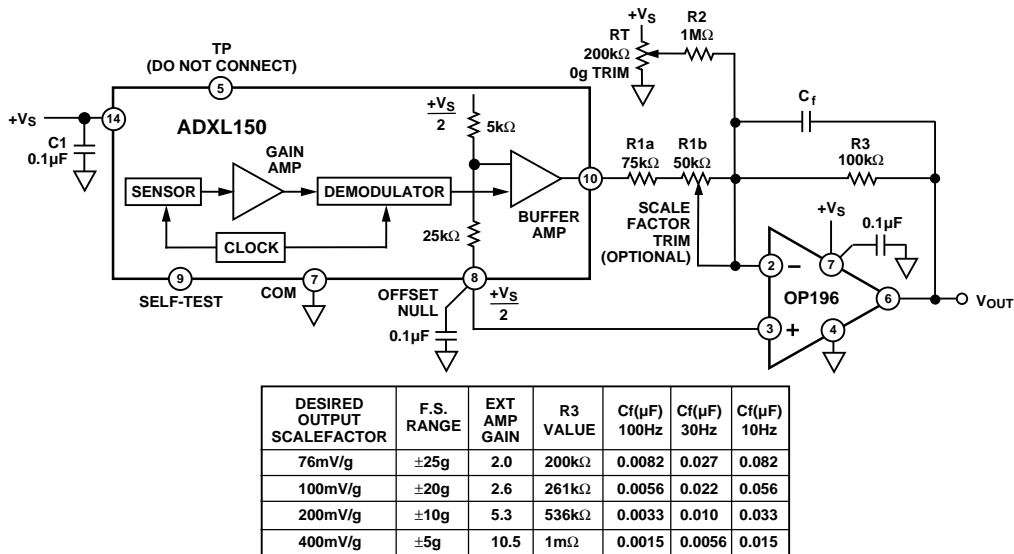 TP
(DO NOT CONNECT)
5
+VS
14
C1
0.1µF
ADXL150
GAIN
AMP
SENSOR
DEMODULATOR
CLOCK
+VS
2
5kΩ
25kΩ
BUFFER
AMP
10
9
SELF-TEST
COM
7
OFFSET
NULL
8
+VS
2
0.1µF
+VS
RT
200kΩ
0g TRIM
R2
1MΩ
R1a
75kΩ
R1b
50kΩ
SCALE
FACTOR
TRIM
(OPTIONAL)
Cf
R3
100kΩ
+VS
0.1µF
7
2
–
OP196
6
VOUT
3
+
4
DESIRED OUTPUT SCALEFACTOR F.S. RANGE EXT AMP GAIN R3 VALUE Cf(µF) 100Hz Cf(µF) 30Hz Cf(µF) 10Hz
76mV/g ±25g 2.0 200kΩ 0.0082 0.027 0.082
100mV/g ±20g 2.6 261kΩ 0.0056 0.022 0.056
200mV/g ±10g 5.3 536kΩ 0.0033 0.010 0.033
400mV/g ±5g 10.5 1mΩ 0.0015 0.0056 0.015